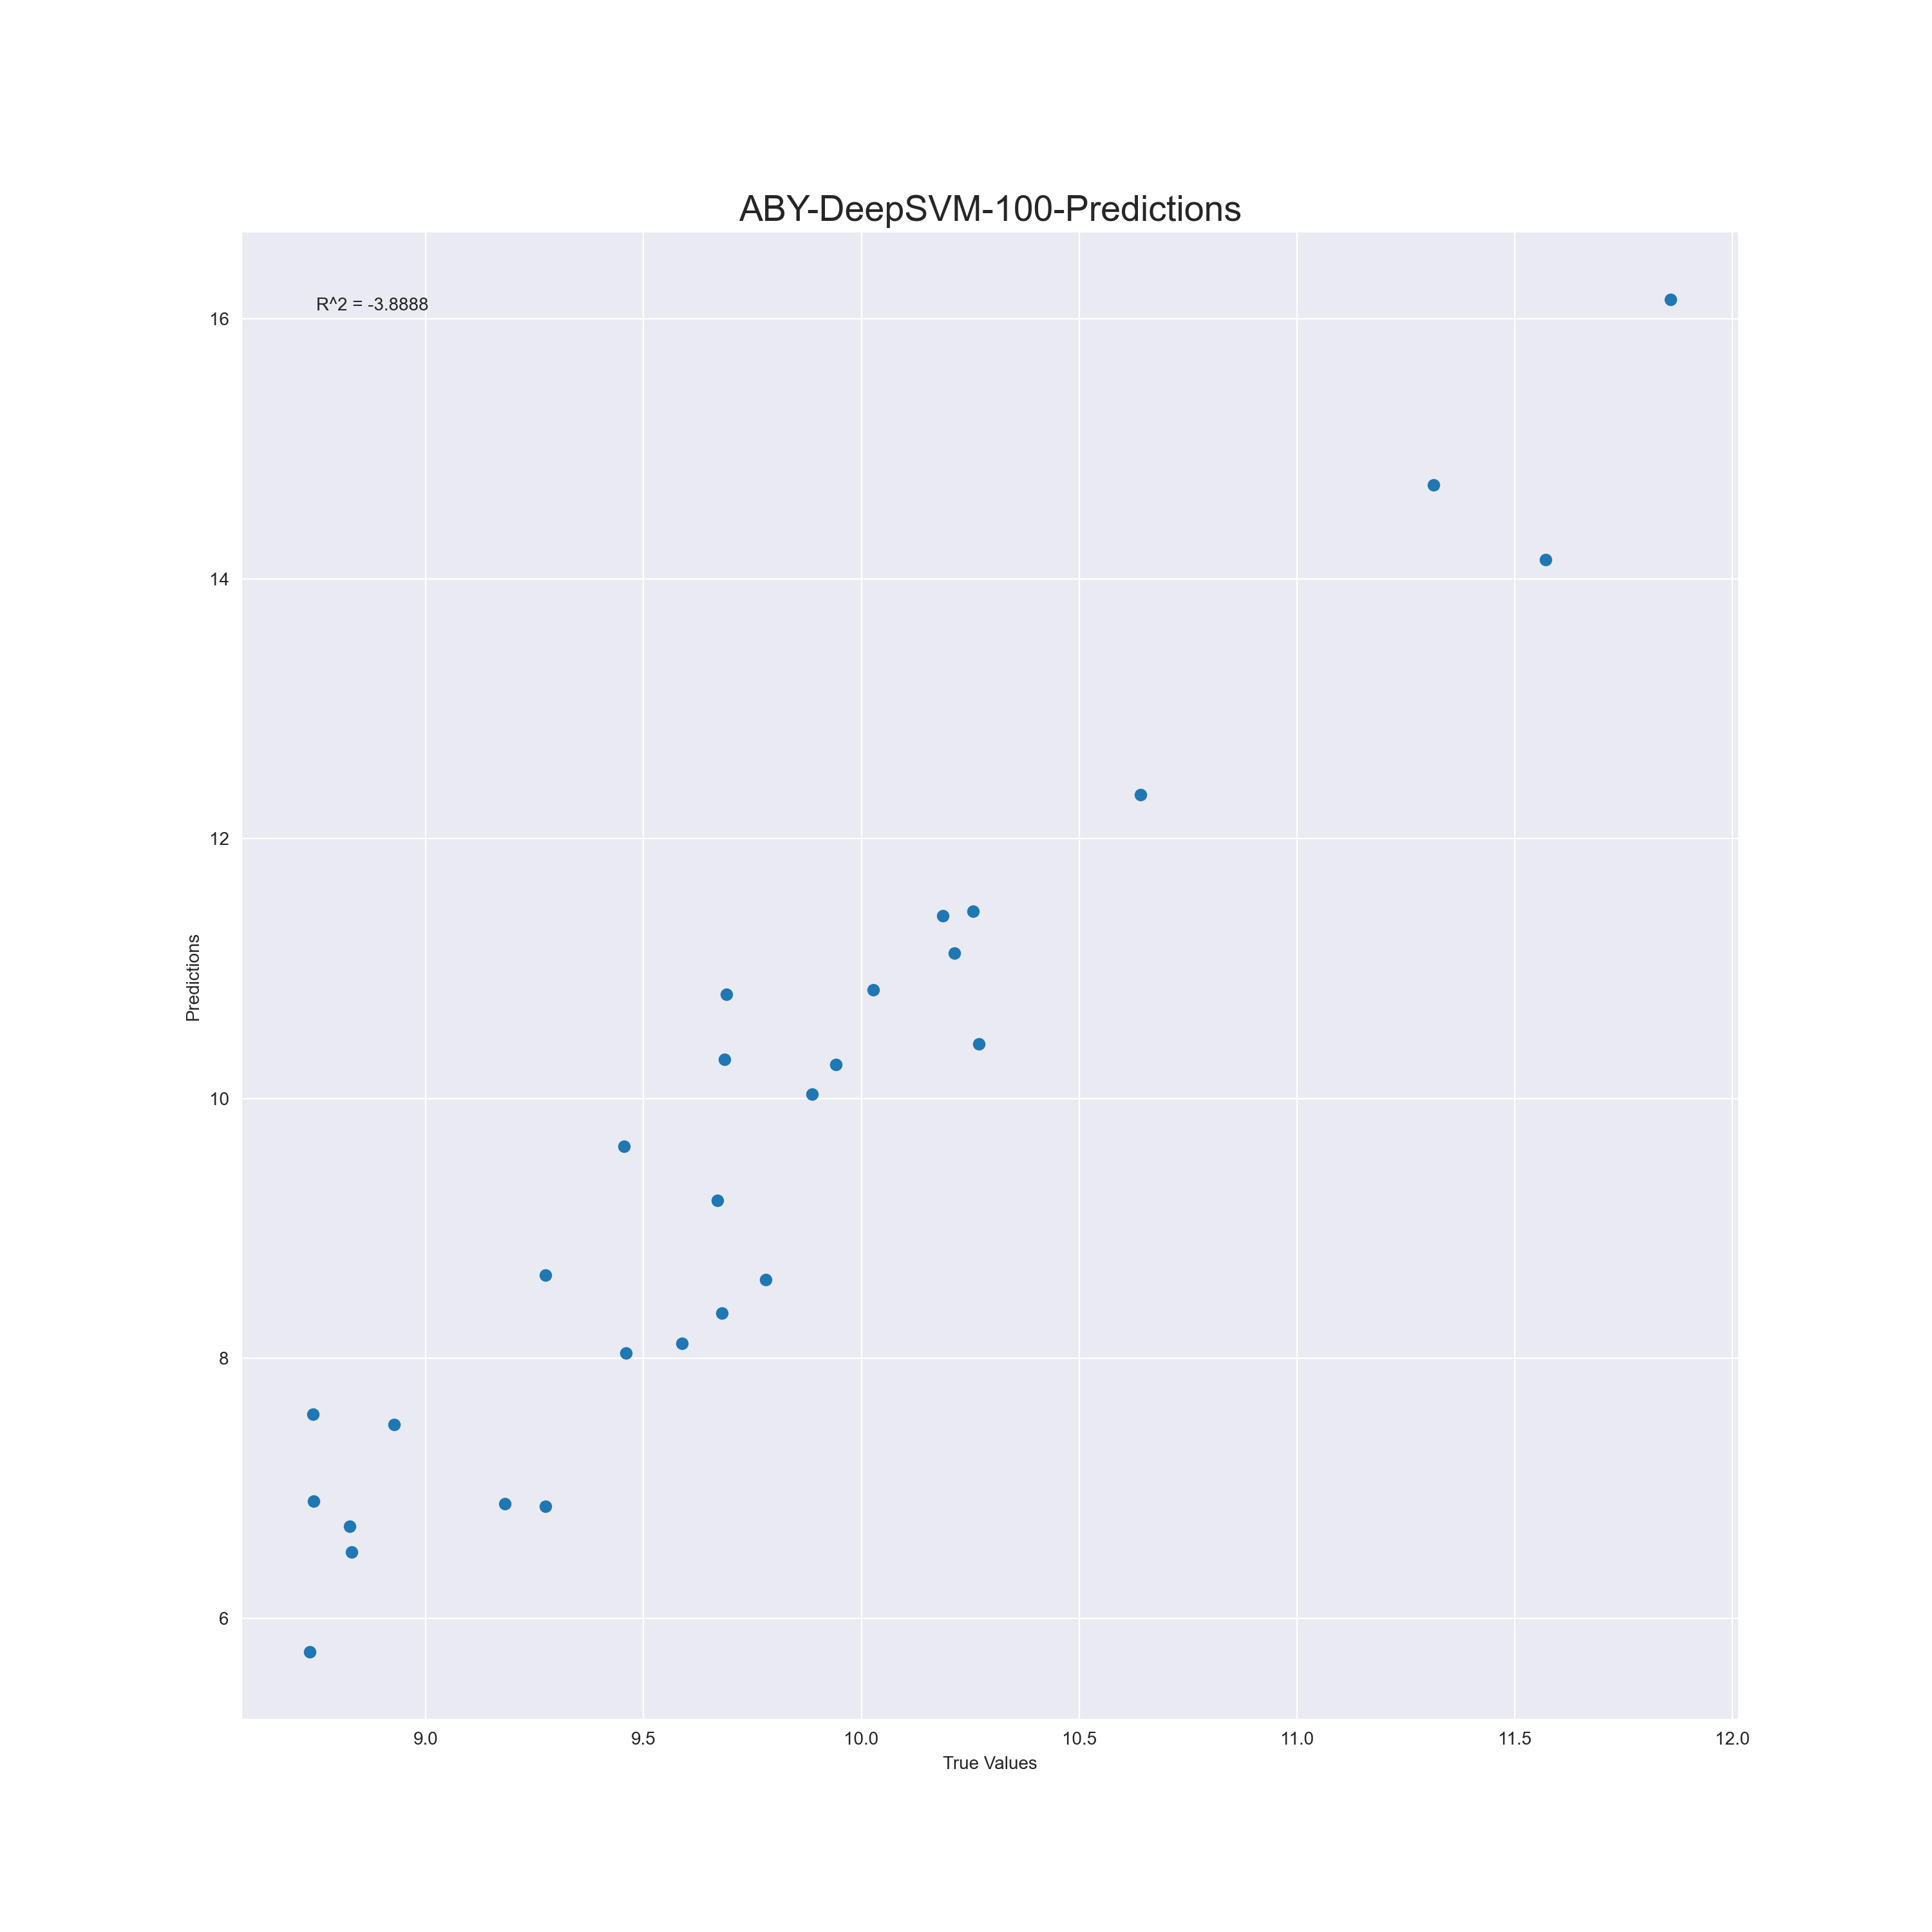 ABY-DeepSVM-100-Predictions
R^2 = -3.8888
16
14
12
10
8
6
Predictions
9.0 9.5 10.0 10.5 11.0 11.5 12.0
True Values